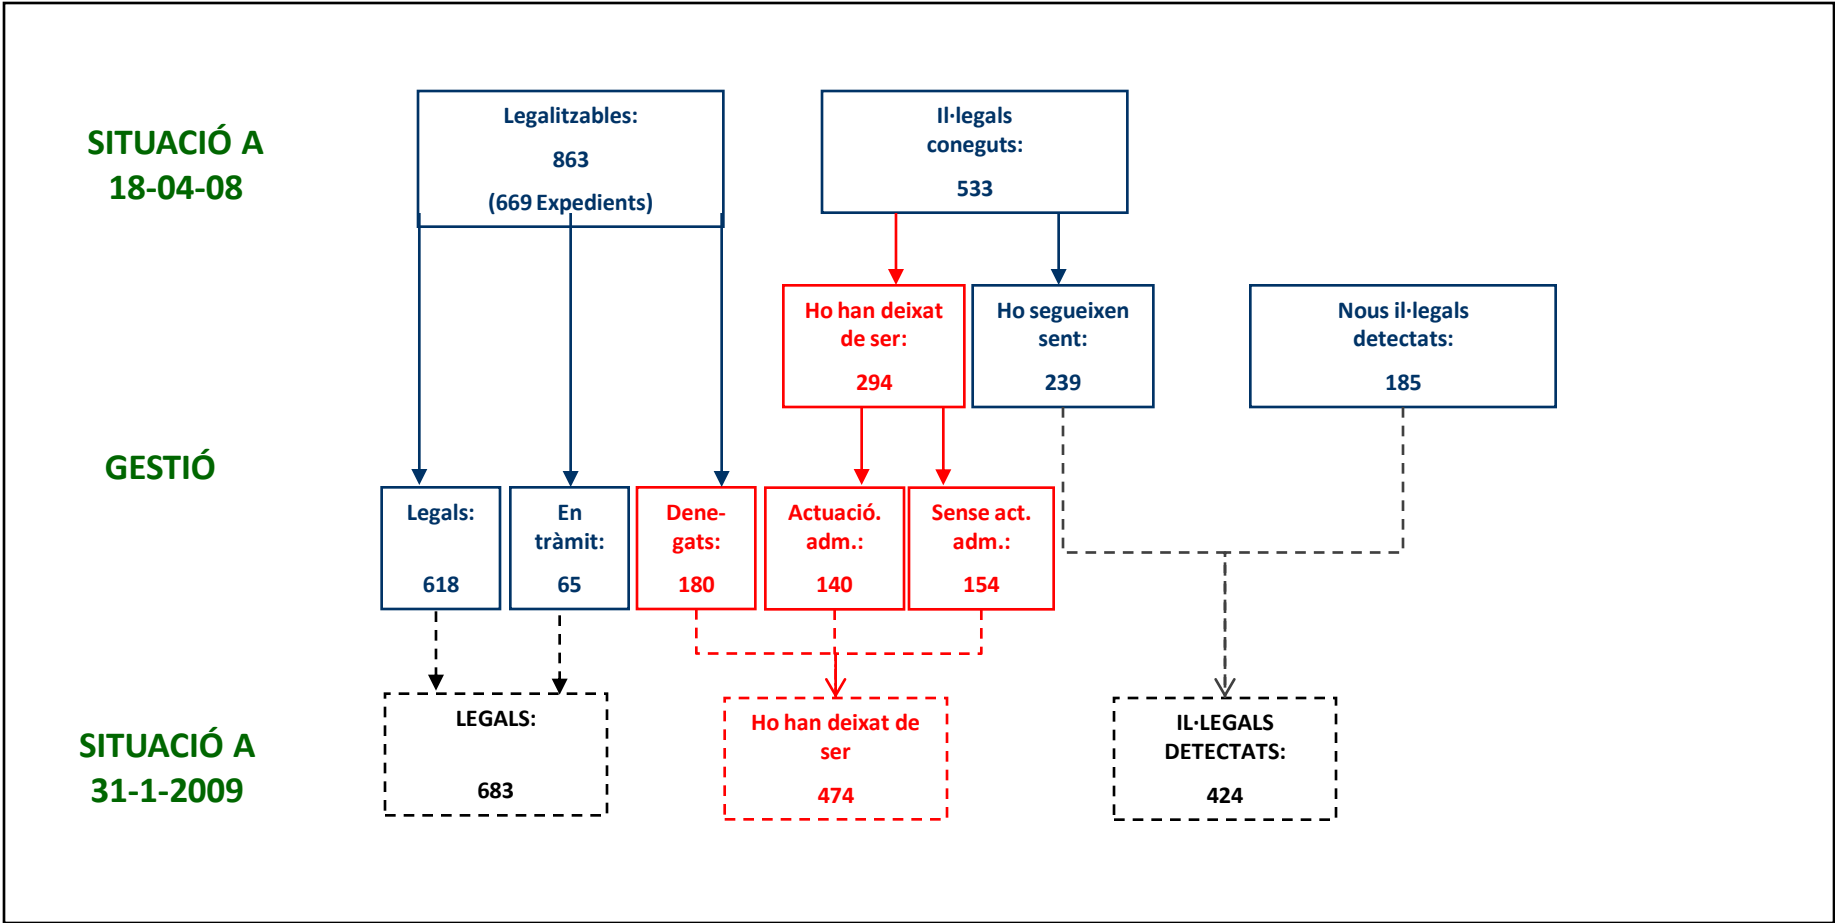 SITUACIÓ A
18-04-08
Legalitzables:
863
(669 Expedients)
Il·legals
coneguts:
533
Ho han deixat
de ser:
294
Ho segueixen
sent:
239
Nous il·legals
detectats:
185
GESTIÓ
Legals:
618
En
tràmit:
65
Dene-
gats:
180
Actuació.
adm.:
140
Sense act.
adm.:
154
SITUACIÓ A
31-1-2009
LEGALS:
683
Ho han deixat de
ser
474
IL·LEGALS
DETECTATS:
424